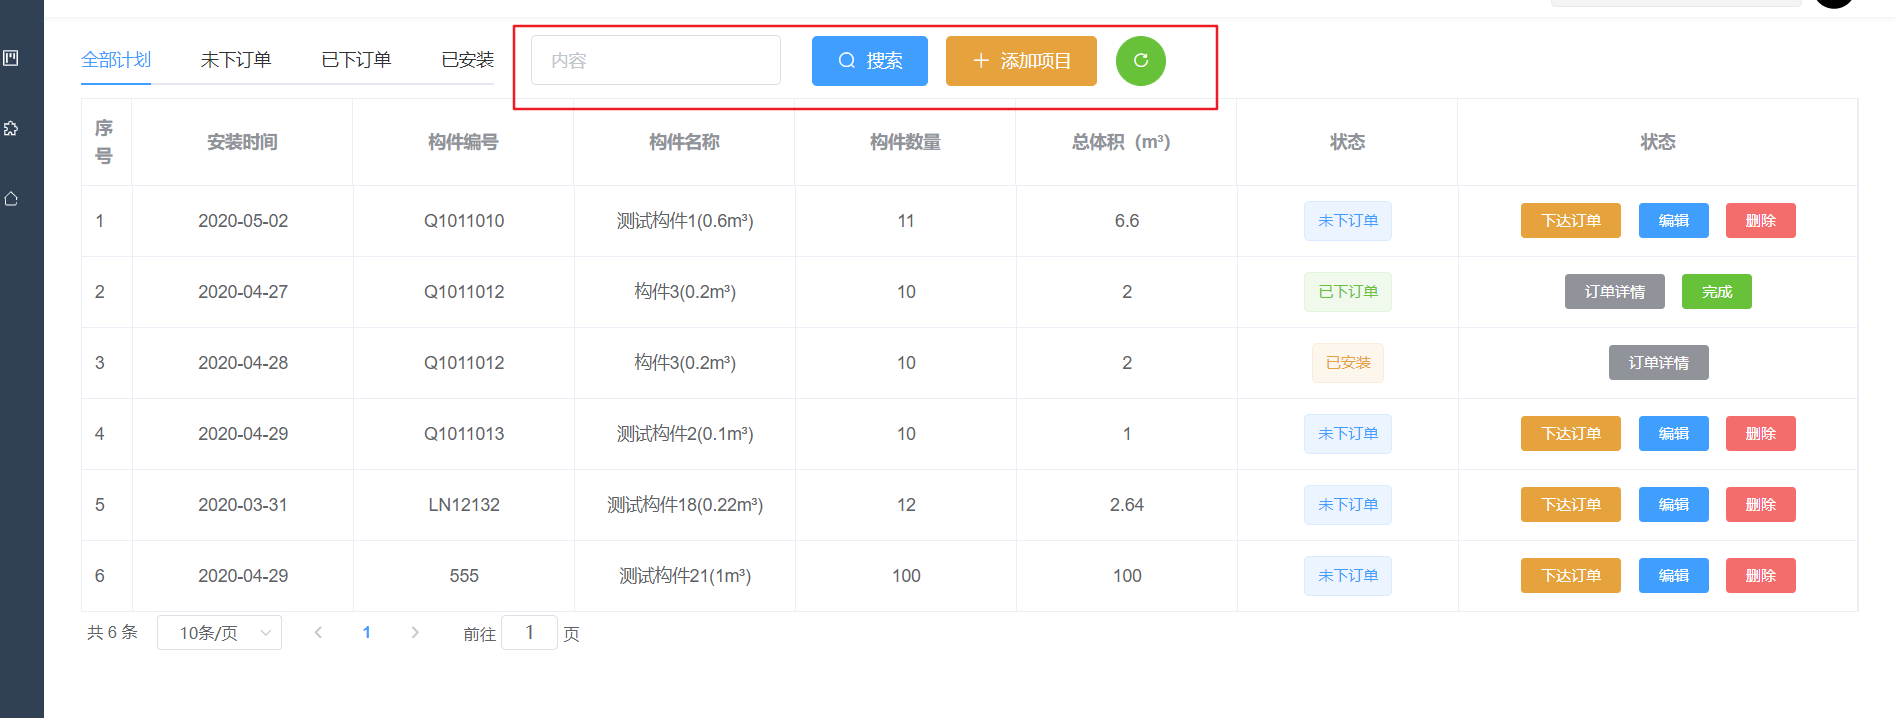 全部计划 未下订单 已下订单 已安装 内容 搜索 添加项目
序号 安装时间 构件编号 构件名称 构件数量 总体积（m³） 状态 状态
1 2020-05-02 Q1011010 测试构件1(0.6m³) 11 6.6 未下订单 下达订单 编辑 删除
2 2020-04-27 Q1011012 构件3(0.2m³) 10 2 已下订单 订单详情 完成
3 2020-04-28 Q1011012 构件3(0.2m³) 10 2 已安装 订单详情
4 2020-04-29 Q1011013 测试构件2(0.1m³) 10 1 未下订单 下达订单 编辑 删除
5 2020-03-31 LN12132 测试构件18(0.22m³) 12 2.64 未下订单 下达订单 编辑 删除
6 2020-04-29 555 测试构件21(1m³) 100 100 未下订单 下达订单 编辑 删除
共 6 条 10条/页 1 前往 1 页